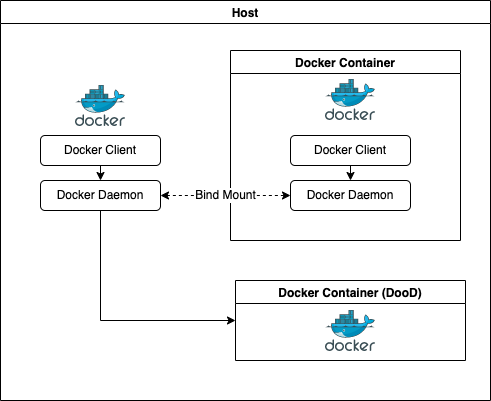 Host
Docker Container
docker
docker
Docker Client
Docker Client
Docker Daemon
Bind Mount
Docker Daemon
Docker Container (DooD)
docker